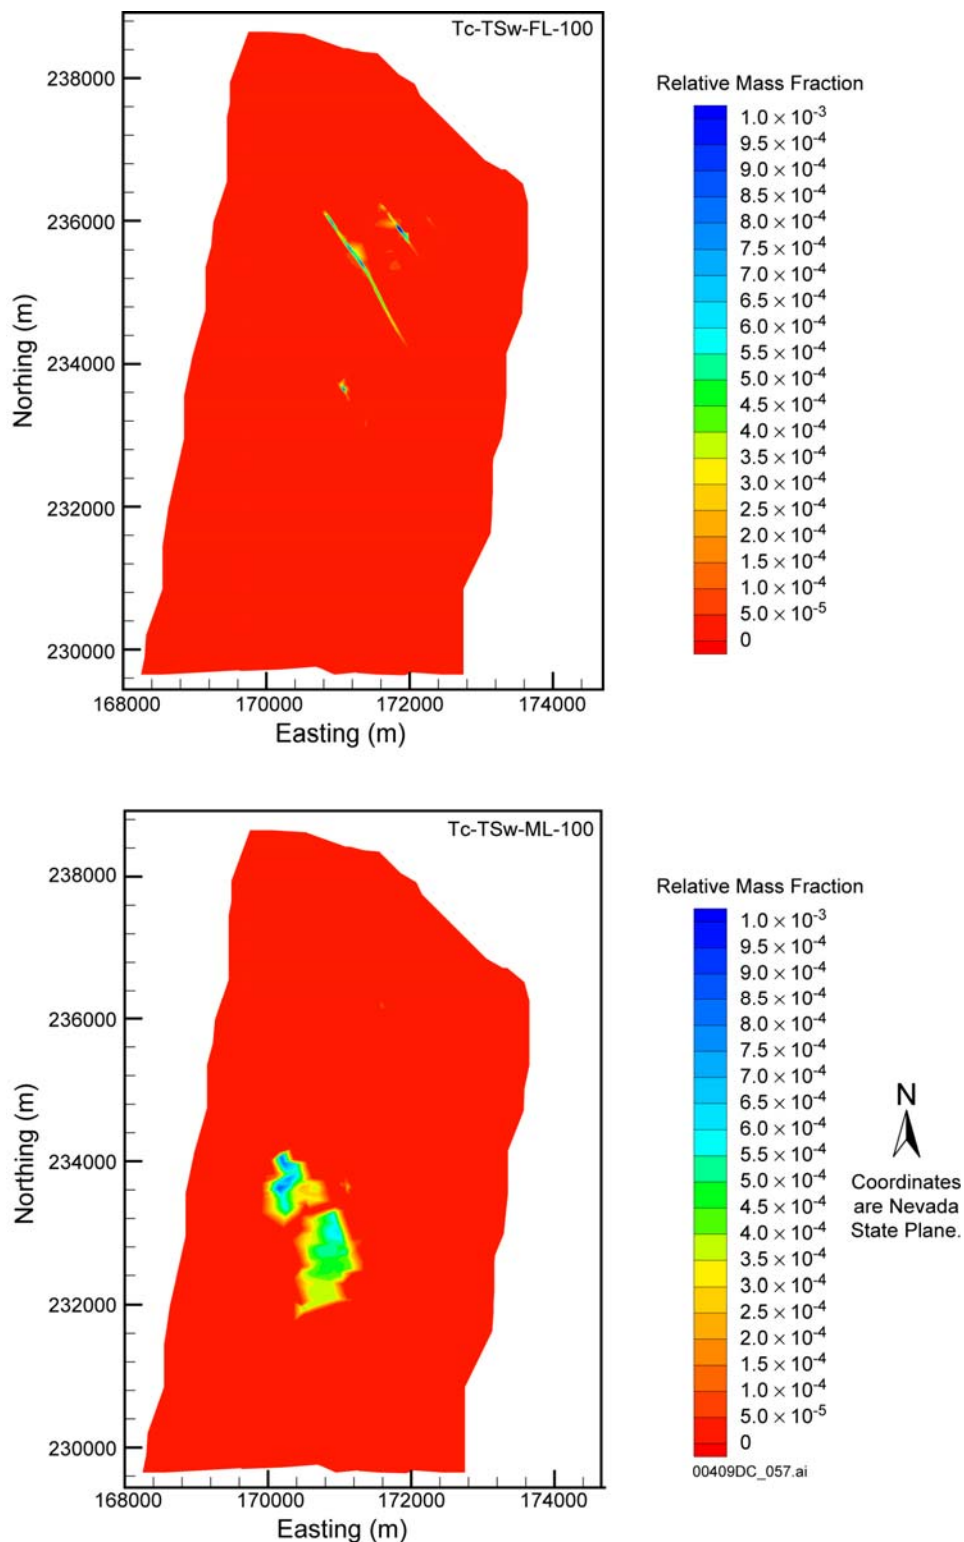 Tc-TSw-FL-100
238000
236000
234000
232000
230000
Norhing (m)
168000 170000 172000 174000
Easting (m)
Relative Mass Fraction
1.0 × 10⁻³
9.5 × 10⁻⁴
9.0 × 10⁻⁴
8.5 × 10⁻⁴
8.0 × 10⁻⁴
7.5 × 10⁻⁴
7.0 × 10⁻⁴
6.5 × 10⁻⁴
6.0 × 10⁻⁴
5.5 × 10⁻⁴
5.0 × 10⁻⁴
4.5 × 10⁻⁴
4.0 × 10⁻⁴
3.5 × 10⁻⁴
3.0 × 10⁻⁴
2.5 × 10⁻⁴
2.0 × 10⁻⁴
1.5 × 10⁻⁴
1.0 × 10⁻⁴
5.0 × 10⁻⁵
0
Tc-TSw-ML-100
238000
236000
234000
232000
230000
Northing (m)
168000 170000 172000 174000
Easting (m)
Relative Mass Fraction
1.0 × 10⁻³
9.5 × 10⁻⁴
9.0 × 10⁻⁴
8.5 × 10⁻⁴
8.0 × 10⁻⁴
7.5 × 10⁻⁴
7.0 × 10⁻⁴
6.5 × 10⁻⁴
6.0 × 10⁻⁴
5.5 × 10⁻⁴
5.0 × 10⁻⁴
4.5 × 10⁻⁴
4.0 × 10⁻⁴
3.5 × 10⁻⁴
3.0 × 10⁻⁴
2.5 × 10⁻⁴
2.0 × 10⁻⁴
1.5 × 10⁻⁴
1.0 × 10⁻⁴
5.0 × 10⁻⁵
0
00409DC_057.ai
N
Coordinates
are Nevada
State Plane.